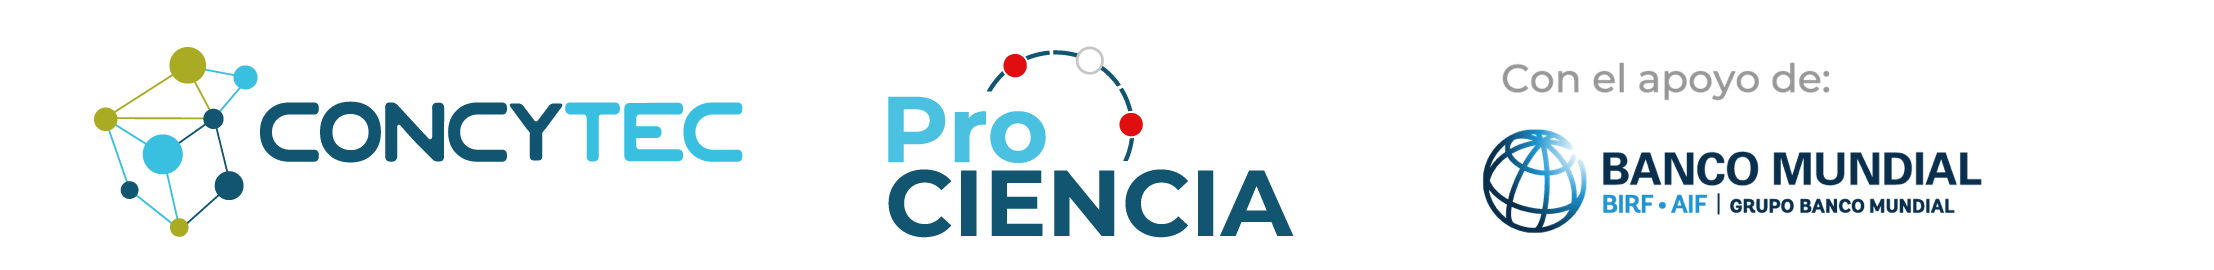 CONCYTEC
Pro
CIENCIA
Con el apoyo de:
BANCO MUNDIAL
BIRF • AIF | GRUPO BANCO MUNDIAL